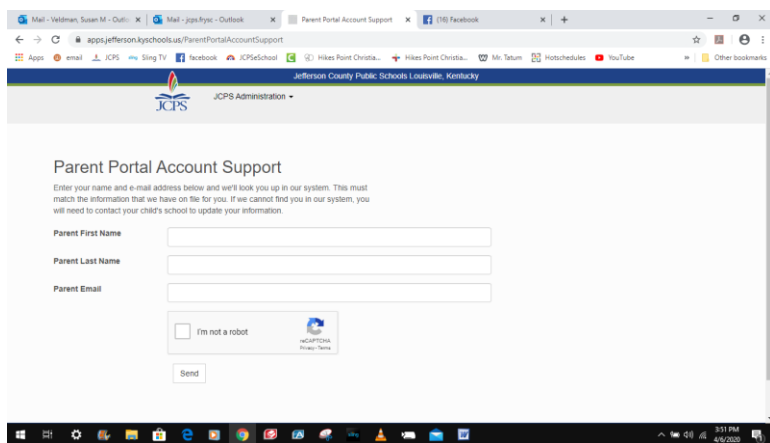 Mail - Veldman, Susan M - Outlo
Mail - jcps.frysc - Outlook
Parent Portal Account Support
(16) Facebook
apps.jefferson.kyschools.us/ParentPortalAccountSupport
Apps email JCPS Sling TV facebook JCPSeSchool Hikes Point Christia... Hikes Point Christia... Mr. Tatum Hotschedules YouTube » Other bookmarks
Jefferson County Public Schools Louisville, Kentucky
JCPS
JCPS Administration
Parent Portal Account Support
Enter your name and e-mail address below and we'll look you up in our system. This must
match the information that we have on file for you. If we cannot find you in our system, you
will need to contact your child's school to update your information.
Parent First Name
Parent Last Name
Parent Email
I'm not a robot
reCAPTCHA
Privacy - Terms
Send
3:51 PM
4/6/2020